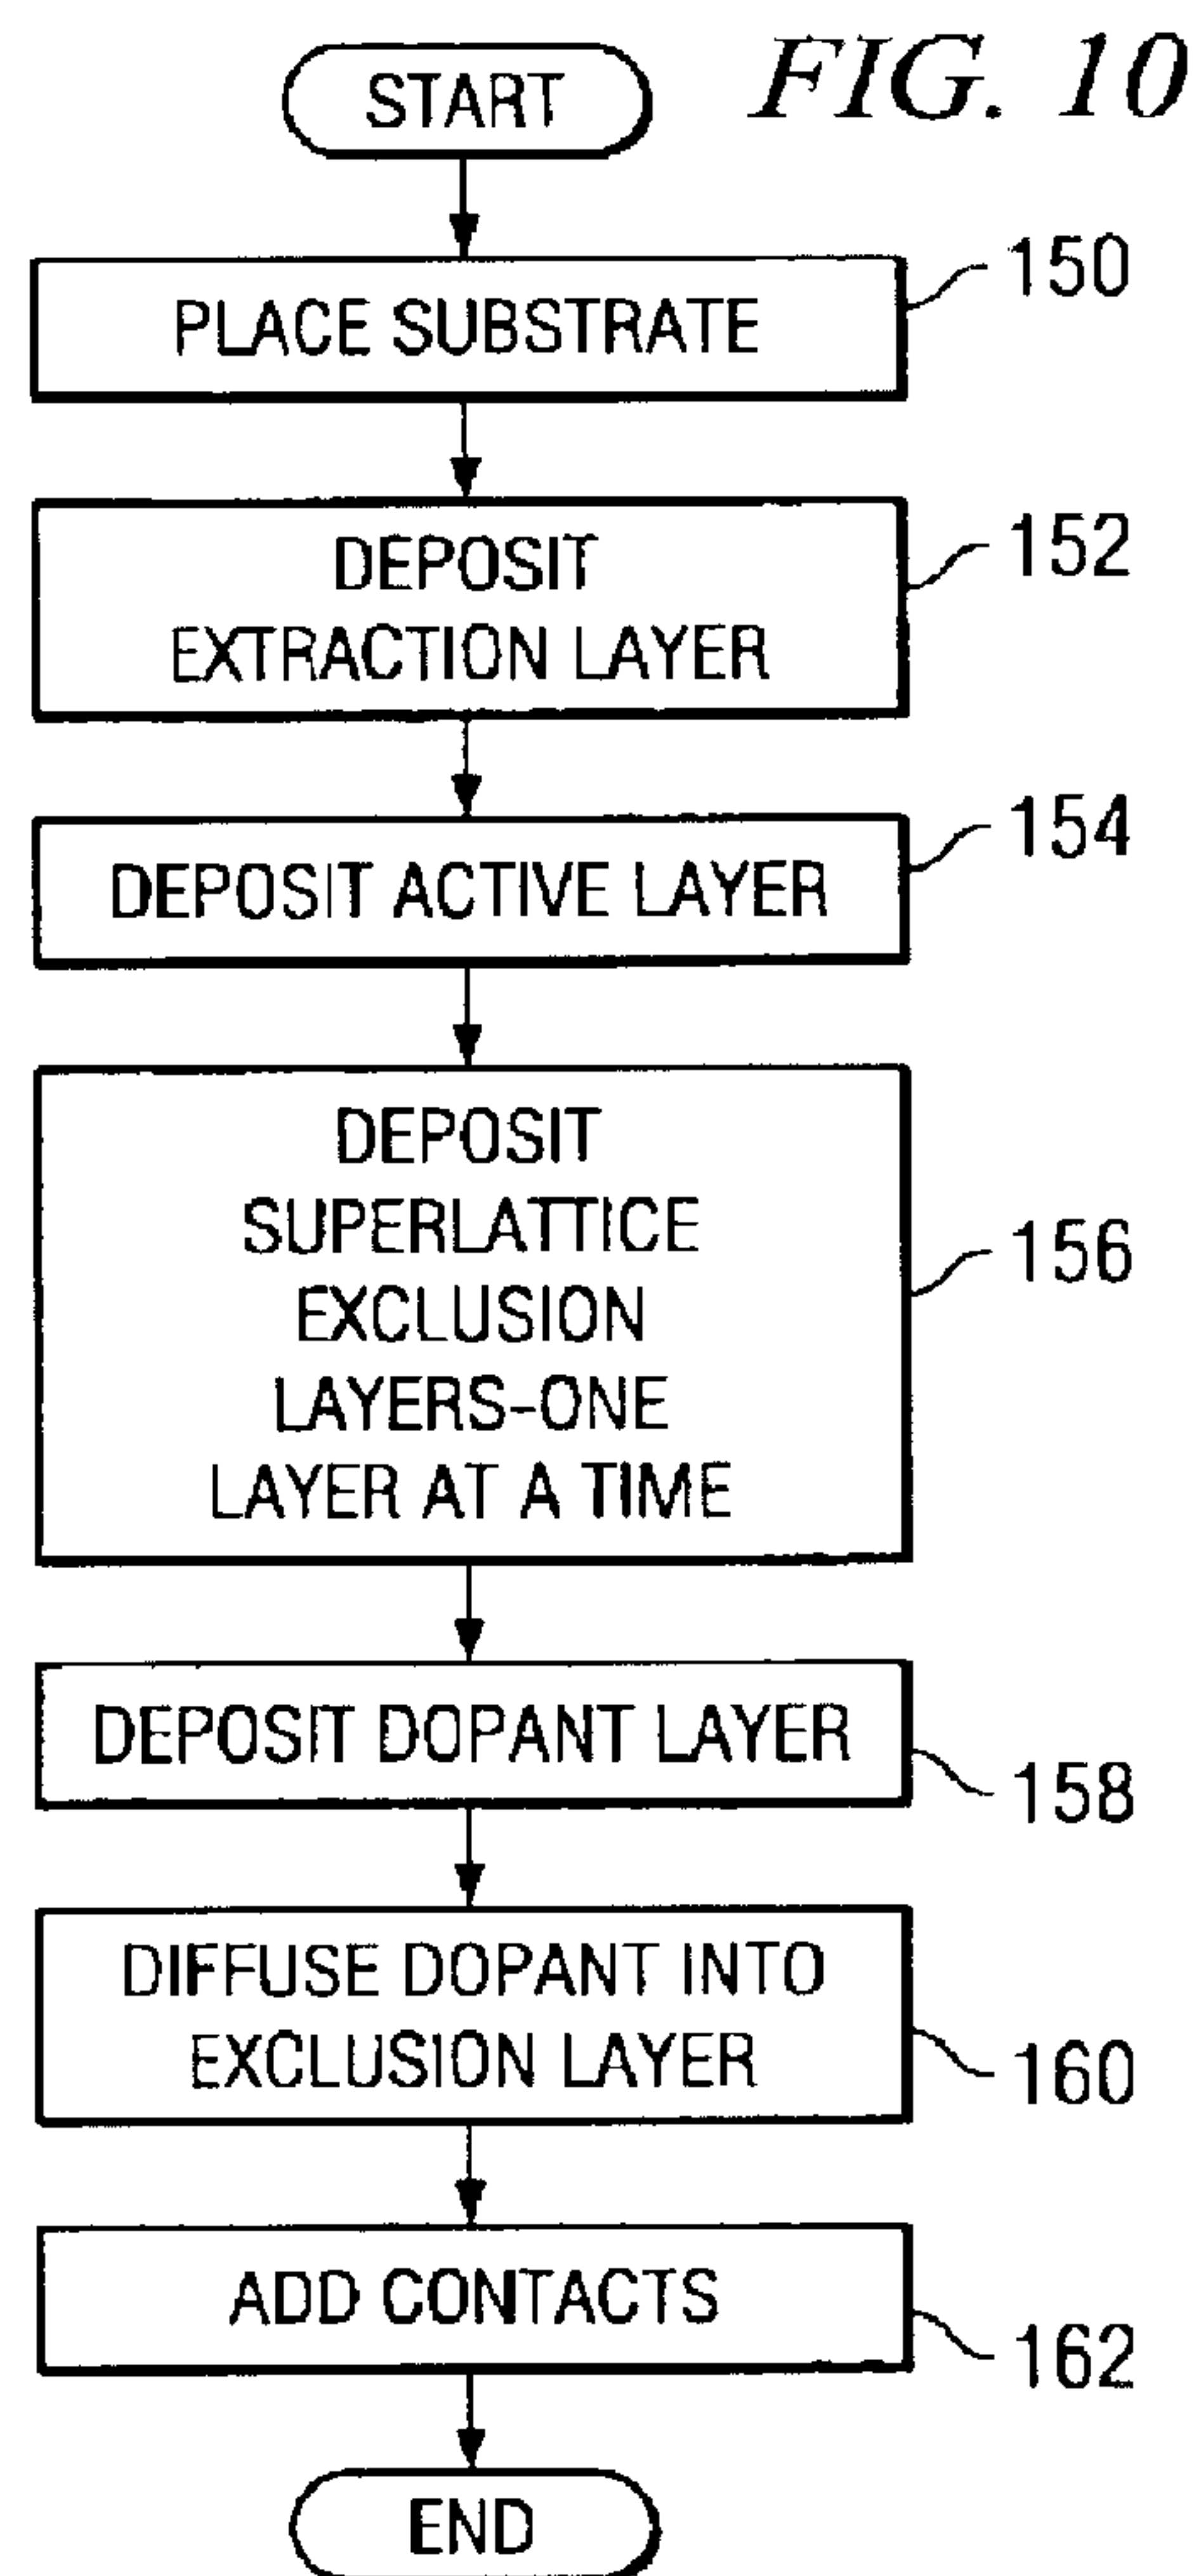 FIG. 10
START
PLACE SUBSTRATE
150
DEPOSIT
EXTRACTION LAYER
152
DEPOSIT ACTIVE LAYER
154
DEPOSIT
SUPERLATTICE
EXCLUSION
LAYERS-ONE
LAYER AT A TIME
156
DEPOSIT DOPANT LAYER
158
DIFFUSE DOPANT INTO
EXCLUSION LAYER
160
ADD CONTACTS
162
END